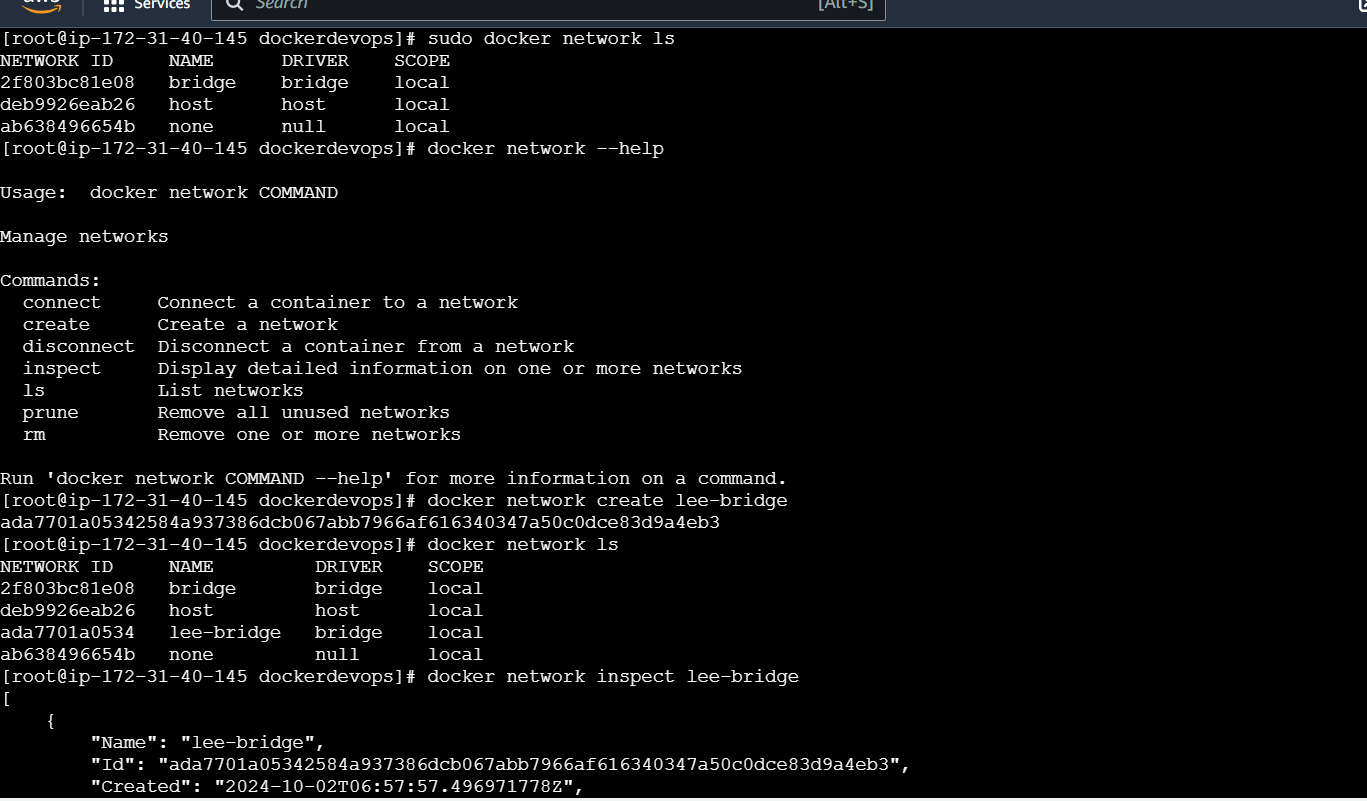 aws Services Search [Alt+S]
[root@ip-172-31-40-145 dockerdevops]# sudo docker network ls
NETWORK ID     NAME      DRIVER    SCOPE
2f803bc81e08   bridge    bridge    local
deb9926eab26   host      host      local
ab638496654b   none      null      local
[root@ip-172-31-40-145 dockerdevops]# docker network --help
Usage:  docker network COMMAND
Manage networks
Commands:
  connect     Connect a container to a network
  create      Create a network
  disconnect  Disconnect a container from a network
  inspect     Display detailed information on one or more networks
  ls          List networks
  prune       Remove all unused networks
  rm          Remove one or more networks
Run 'docker network COMMAND --help' for more information on a command.
[root@ip-172-31-40-145 dockerdevops]# docker network create lee-bridge
ada7701a05342584a937386dcb067abb7966af616340347a50c0dce83d9a4eb3
[root@ip-172-31-40-145 dockerdevops]# docker network ls
NETWORK ID     NAME         DRIVER    SCOPE
2f803bc81e08   bridge       bridge    local
deb9926eab26   host         host      local
ada7701a0534   lee-bridge   bridge    local
ab638496654b   none         null      local
[root@ip-172-31-40-145 dockerdevops]# docker network inspect lee-bridge
[
    {
        "Name": "lee-bridge",
        "Id": "ada7701a05342584a937386dcb067abb7966af616340347a50c0dce83d9a4eb3",
        "Created": "2024-10-02T06:57:57.496971778Z",